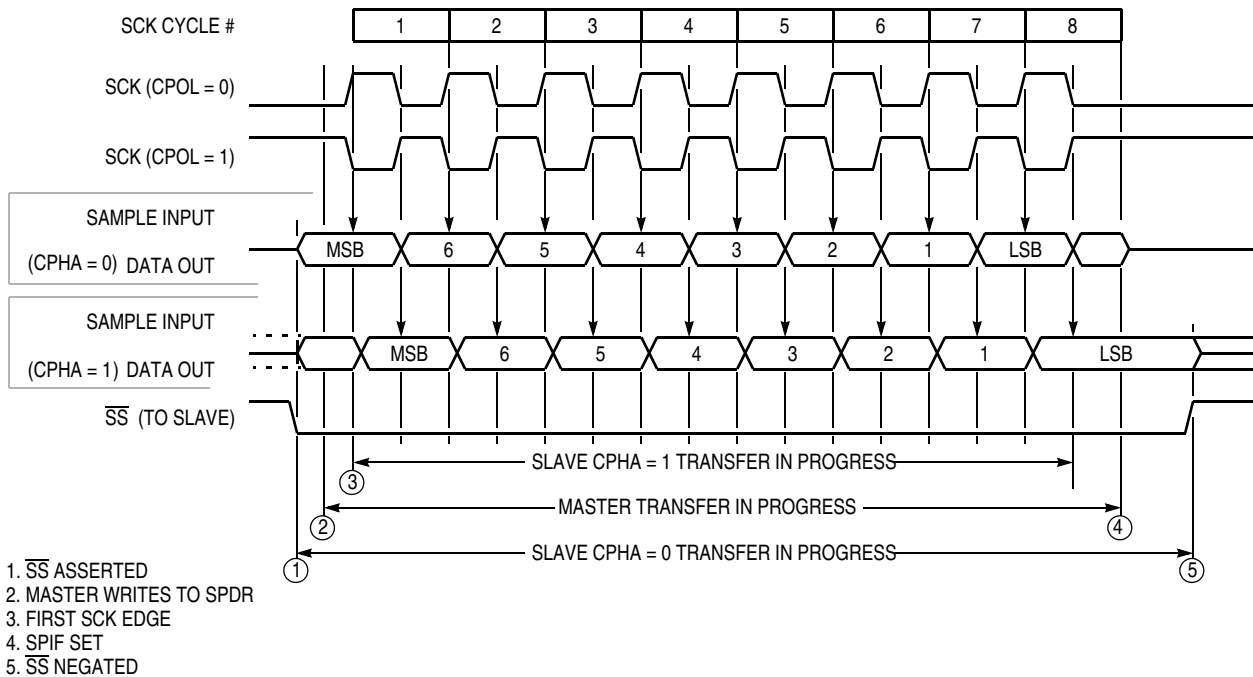 SCK CYCLE # 1 2 3 4 5 6 7 8
SCK (CPOL = 0)
SCK (CPOL = 1)
SAMPLE INPUT
(CPHA = 0) DATA OUT MSB 6 5 4 3 2 1 LSB
SAMPLE INPUT
(CPHA = 1) DATA OUT MSB 6 5 4 3 2 1 LSB
SS (TO SLAVE)
SLAVE CPHA = 1 TRANSFER IN PROGRESS
3
MASTER TRANSFER IN PROGRESS
2 4
SLAVE CPHA = 0 TRANSFER IN PROGRESS
1 5
1. SS ASSERTED
2. MASTER WRITES TO SPDR
3. FIRST SCK EDGE
4. SPIF SET
5. SS NEGATED